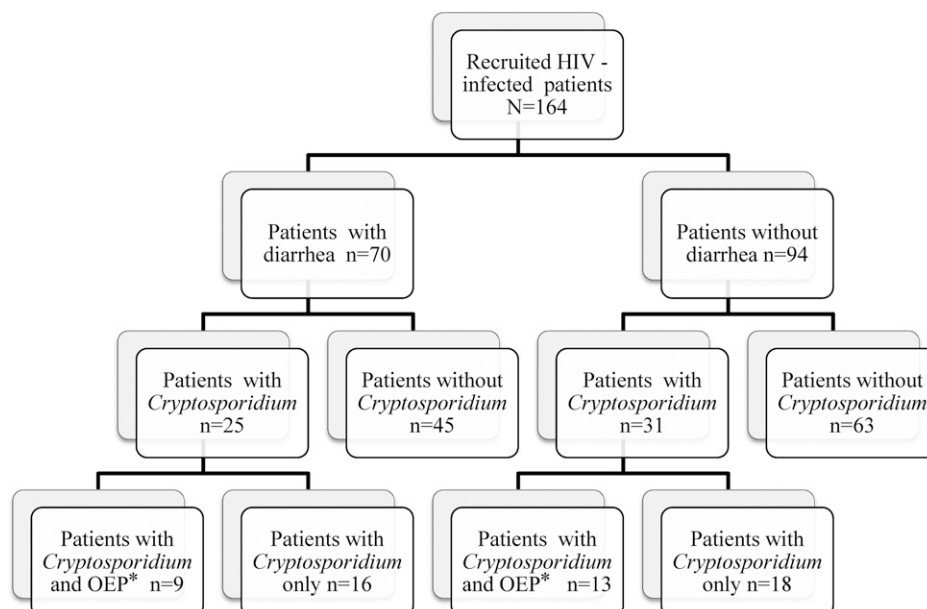 Recruited HIV -
infected patients
N=164
Patients with
diarrhea n=70
Patients without
diarrhea n=94
Patients with
Cryptosporidium
n=25
Patients without
Cryptosporidium
n=45
Patients with
Cryptosporidium
n=31
Patients without
Cryptosporidium
n=63
Patients with
Cryptosporidium
and OEP* n=9
Patients with
Cryptosporidium
only n=16
Patients with
Cryptosporidium
and OEP* n=13
Patients with
Cryptosporidium
only n=18